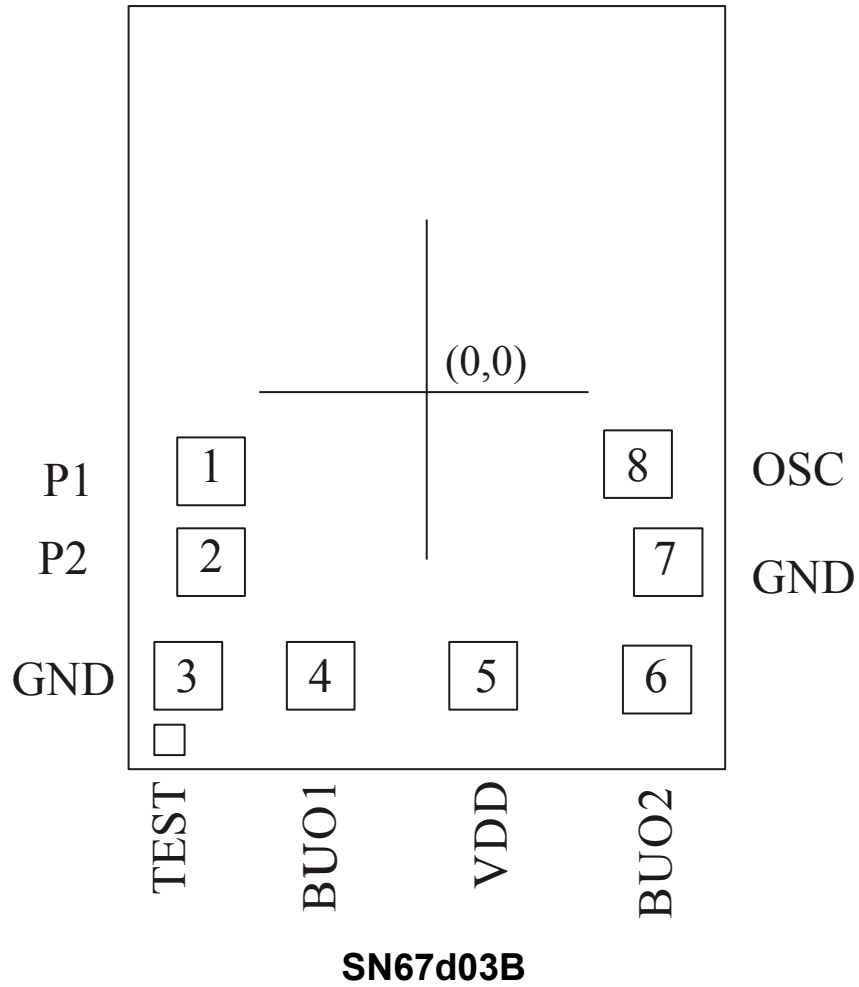 (0,0)
P1 1 8 OSC
P2 2 7 GND
GND 3 4 5 6
TEST BUO1 VDD BUO2
SN67d03B